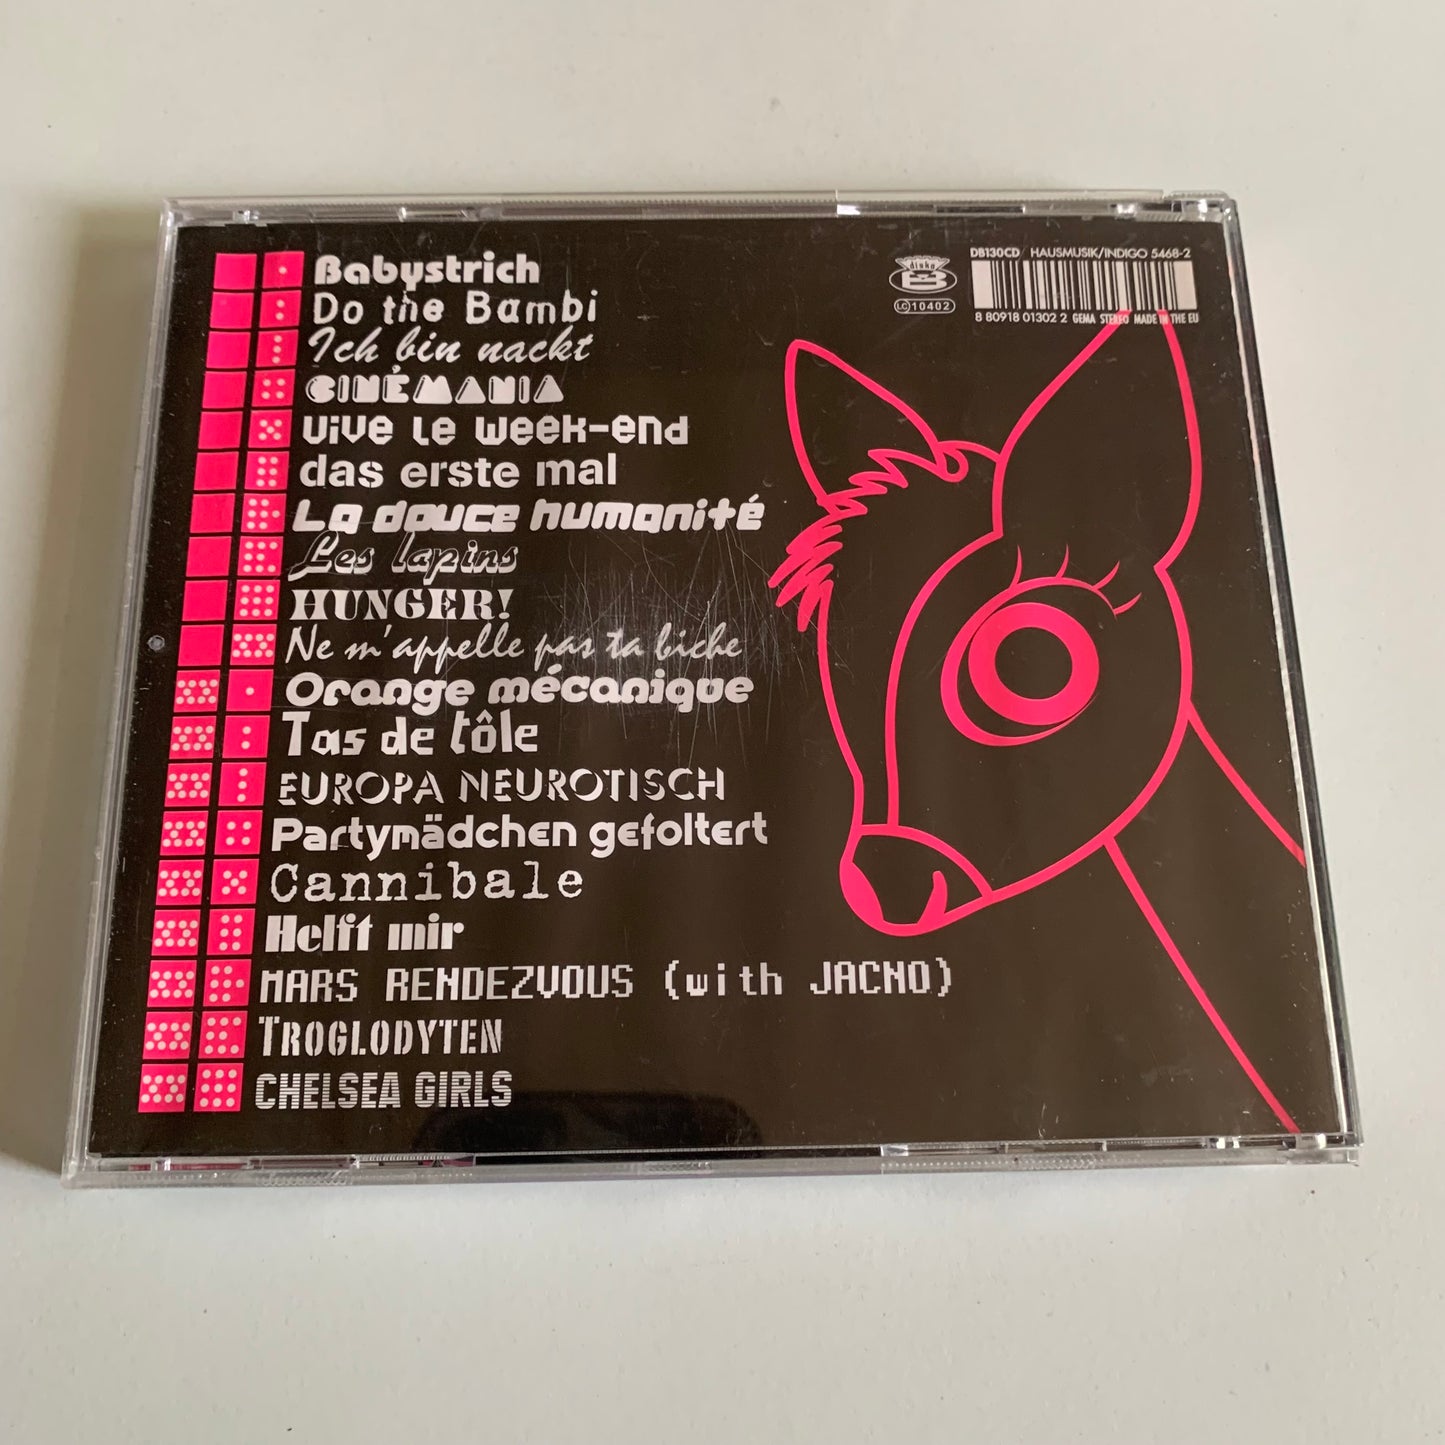 Babystrich
Do the Bambi
Ich bin nackt
CINÉMANIA
Vive le week-end
das erste mal
La douce humanité
Les lapins
HUNGER!
Ne m'appelle pas ta biche
Orange mécanique
Tas de tôle
EUROPA NEUROTISCH
Partymädchen gefoltert
Cannibale
Helft mir
MARS RENDEZVOUS (with JACNO)
TROGLODYTEN
CHELSEA GIRLS
disko B
LC 10402
DB130CD HAUSMUSIK/INDIGO 5468-2
8 80918 01302 2 GEMA STEREO MADE IN THE EU